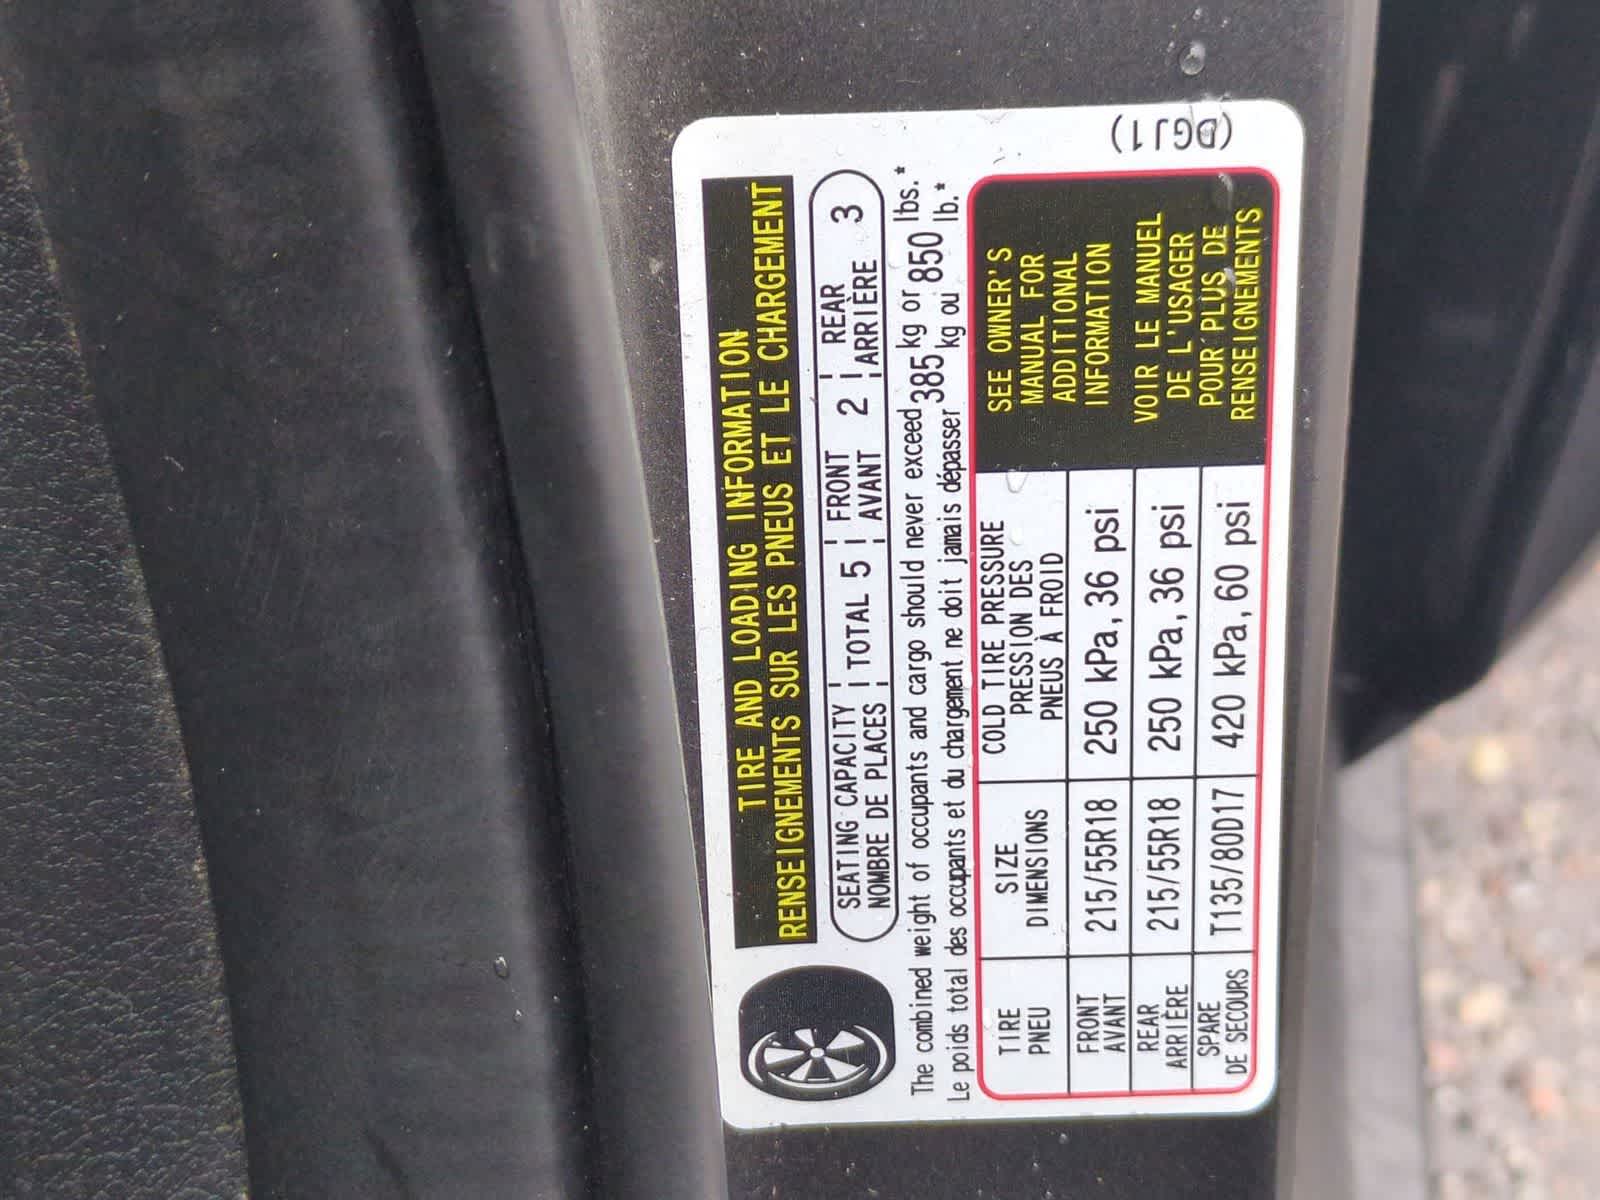 TIRE AND LOADING INFORMATION
RENSEIGNEMENTS SUR LES PNEUS ET LE CHARGEMENT
SEATING CAPACITY TOTAL 5 FRONT 2 REAR 3
NOMBRE DE PLACES AVANT ARRIÈRE
The combined weight of occupants and cargo should never exceed 385 kg or 850 lbs.*
Le poids total des occupants et du chargement ne doit jamais dépasser kg ou lb.*
TIRE
PNEU
SIZE
DIMENSIONS
COLD TIRE PRESSURE
PRESSION DES
PNEUS À FROID
FRONT
AVANT
215/55R18
250 kPa, 36 psi
REAR
ARRIÈRE
215/55R18
250 kPa, 36 psi
SPARE
DE SECOURS
T135/80D17
420 kPa, 60 psi
SEE OWNER'S
MANUAL FOR
ADDITIONAL
INFORMATION
VOIR LE MANUEL
DE L'USAGER
POUR PLUS DE
RENSEIGNEMENTS
(DGJ1)